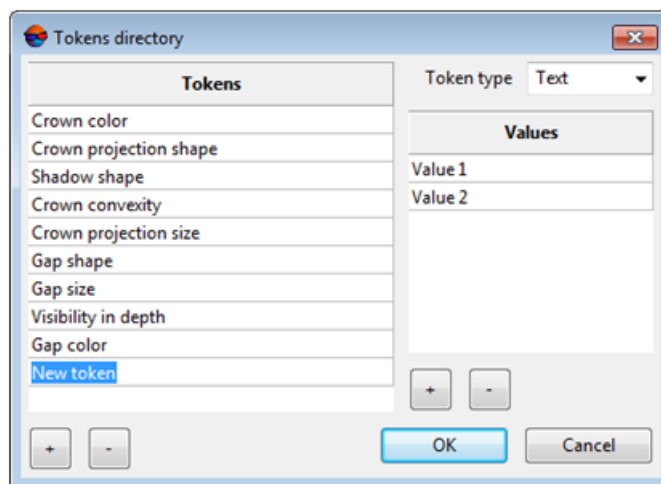 Tokens directory
Tokens
Crown color
Crown projection shape
Shadow shape
Crown convexity
Crown projection size
Gap shape
Gap size
Visibility in depth
Gap color
New token
+ -
Token type Text
Values
Value 1
Value 2
+ -
OK Cancel